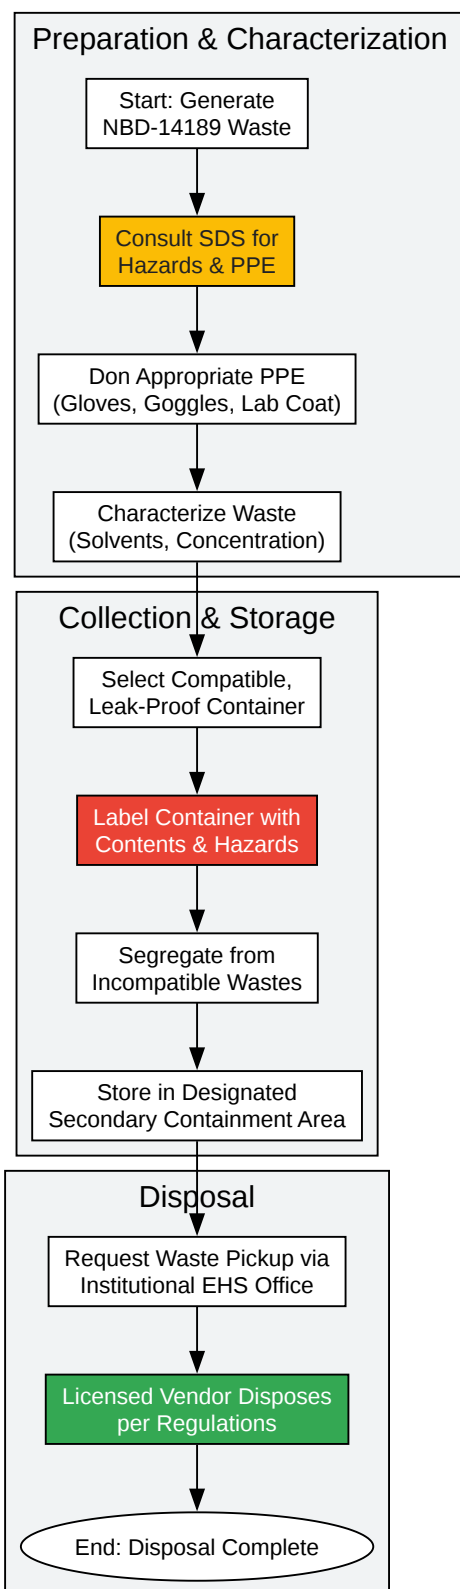 Preparation & Characterization
Start: Generate
NBD-14189 Waste
Consult SDS for
Hazards & PPE
Don Appropriate PPE
(Gloves, Goggles, Lab Coat)
Characterize Waste
(Solvents, Concentration)
Collection & Storage
Select Compatible,
Leak-Proof Container
Label Container with
Contents & Hazards
Segregate from
Incompatible Wastes
Store in Designated
Secondary Containment Area
Disposal
Request Waste Pickup via
Institutional EHS Office
Licensed Vendor Disposes
per Regulations
End: Disposal Complete